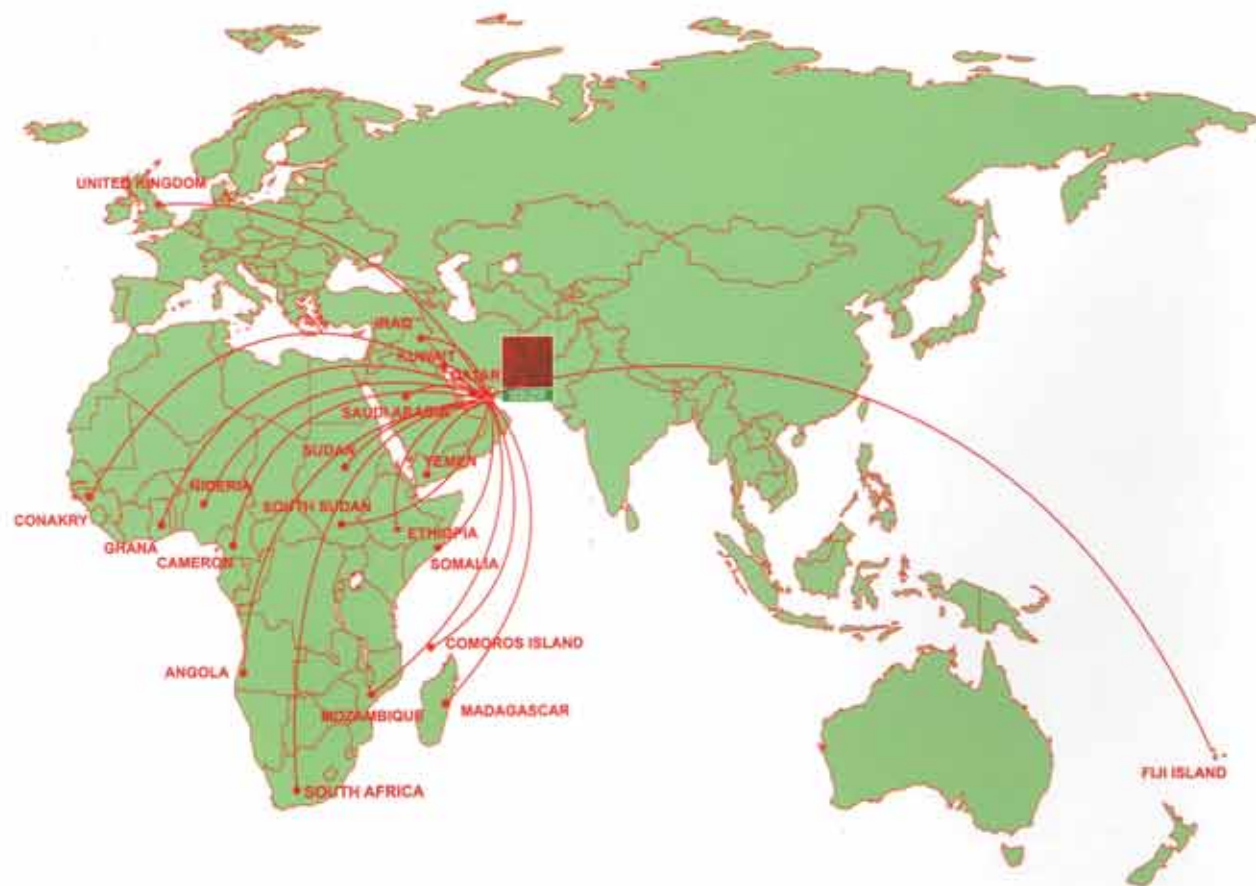 UNITED KINGDOM
IRAQ
KUWAIT
QATAR
SAUDI ARABIA
SUDAN
YEMEN
NIGERIA
SOUTH SUDAN
CONAKRY
GHANA
ETHIOPIA
CAMERON
SOMALIA
COMOROS ISLAND
ANGOLA
MOZAMBIQUE
MADAGASCAR
FIJI ISLAND
SOUTH AFRICA